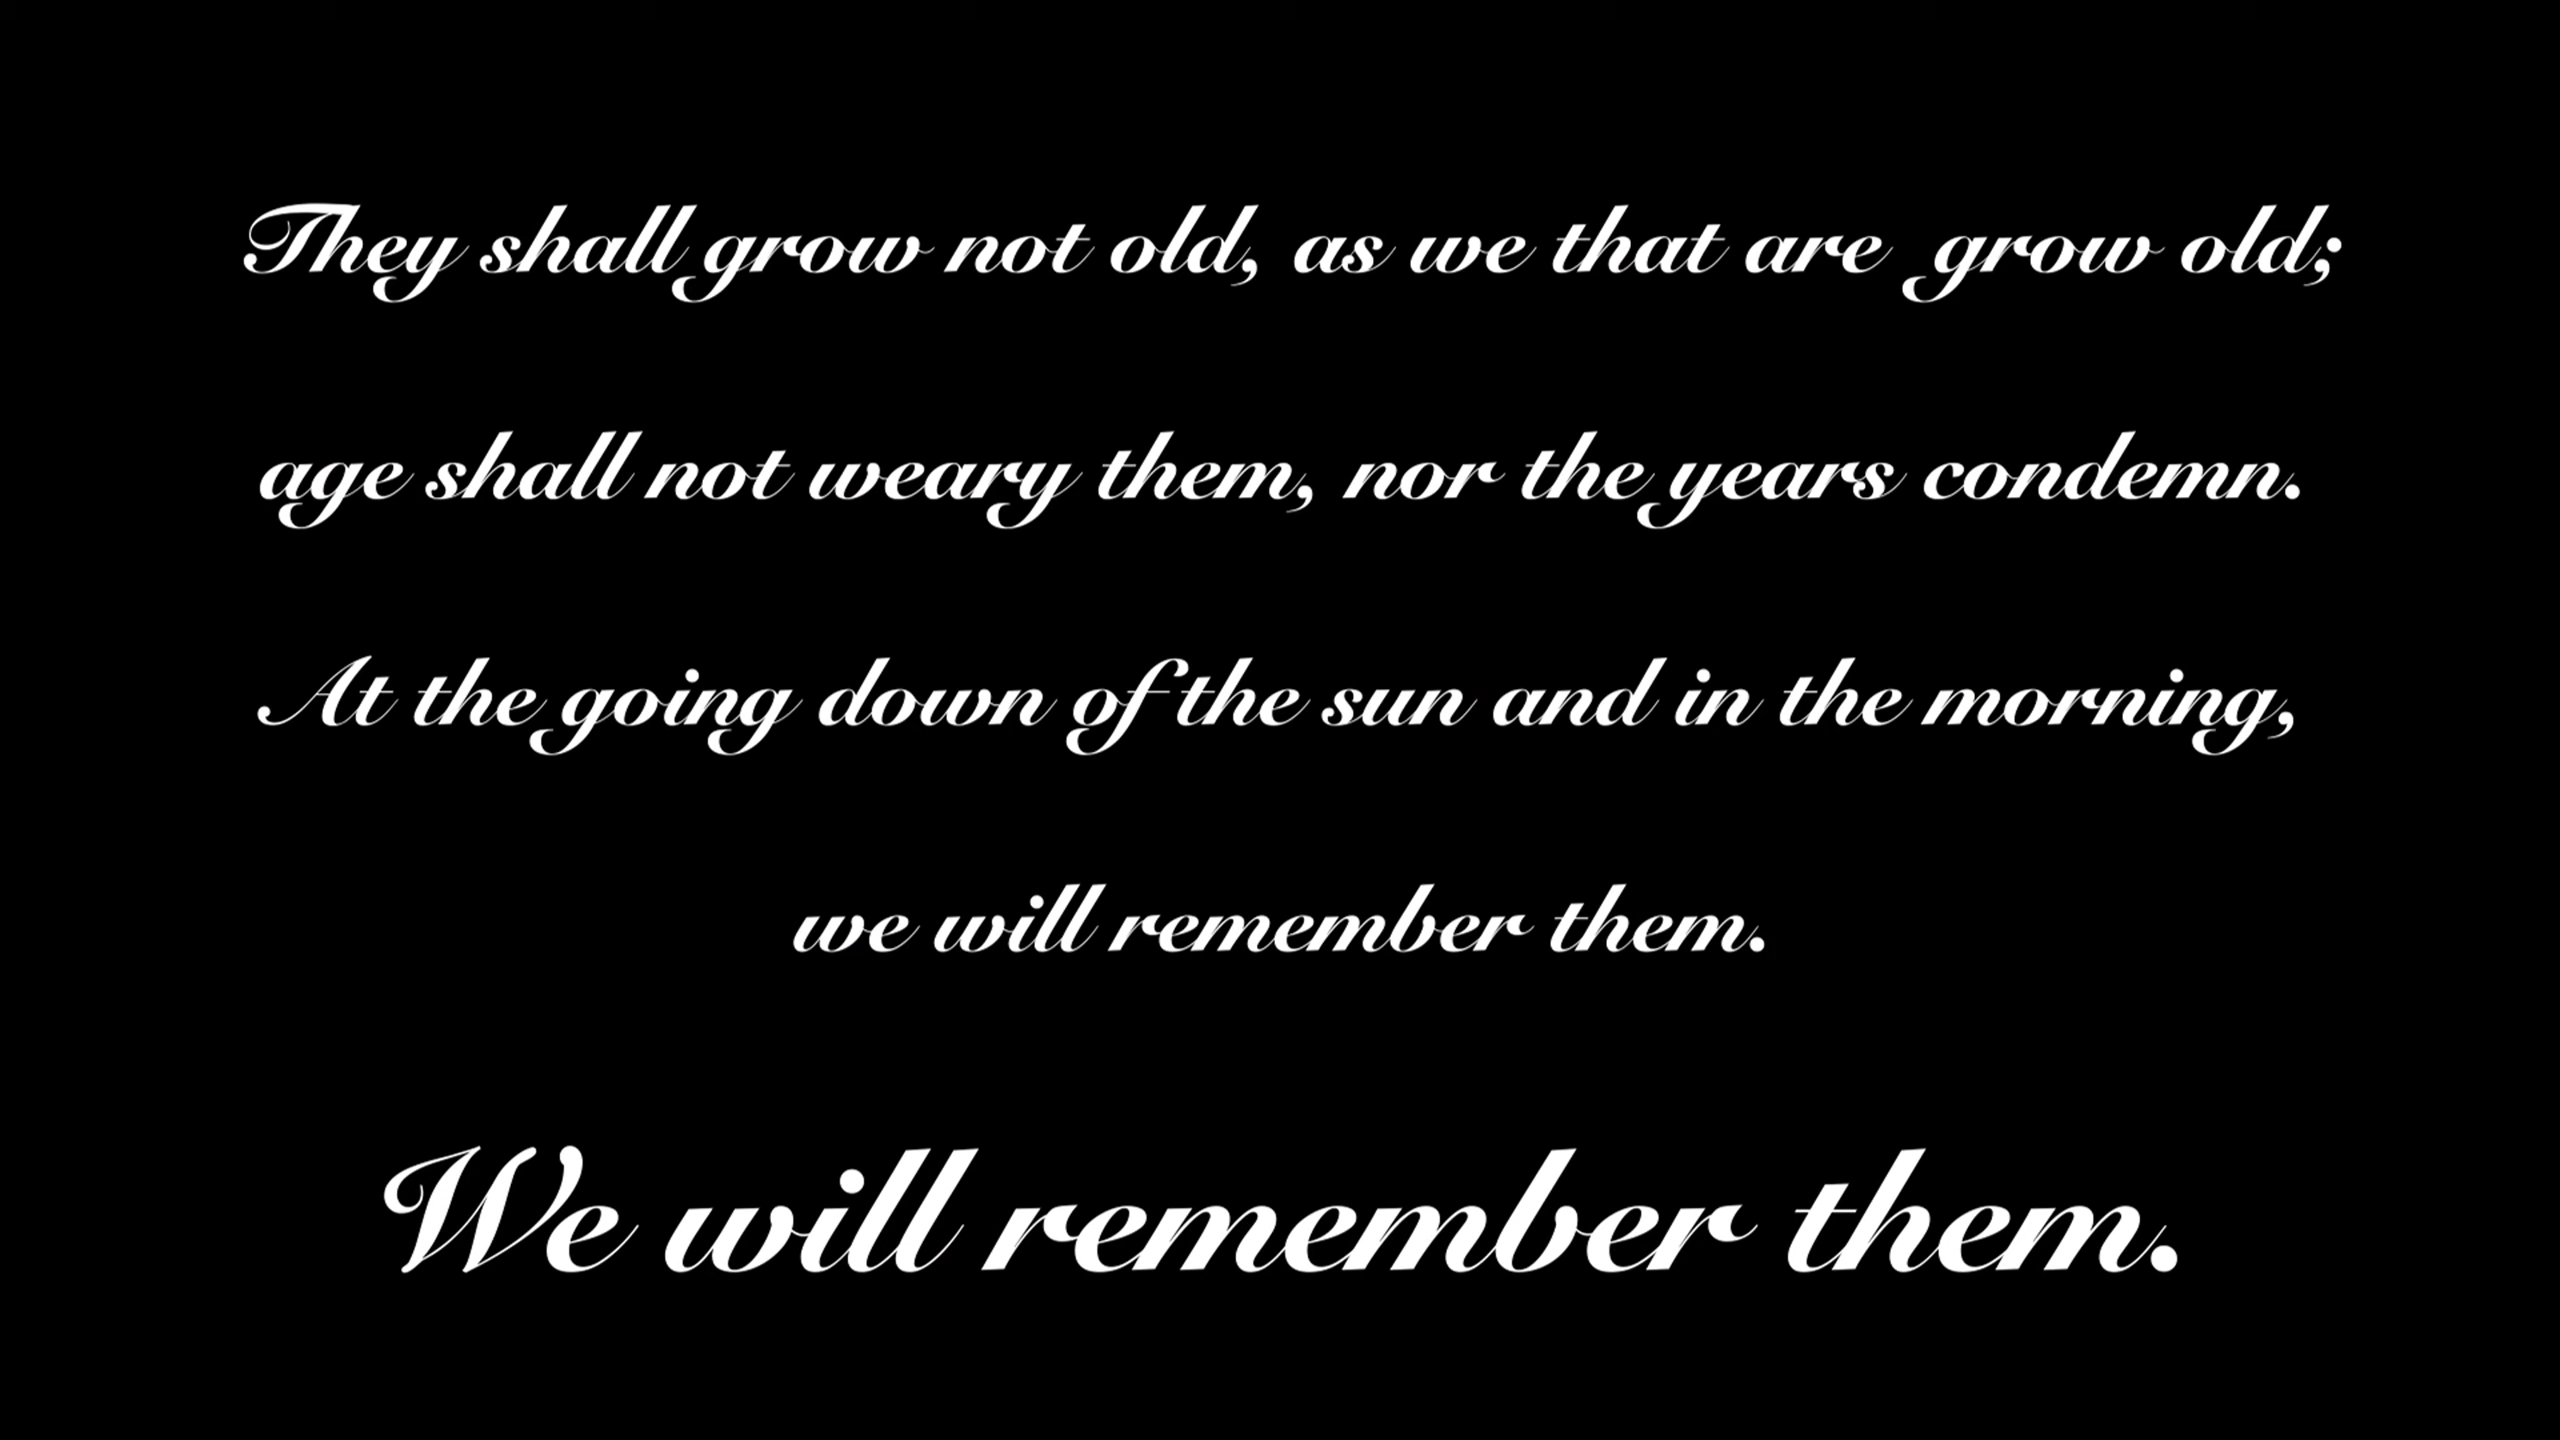 They shall grow not old, as we that are grow old;
age shall not weary them, nor the years condemn.
At the going down of the sun and in the morning,
we will remember them.
We will remember them.